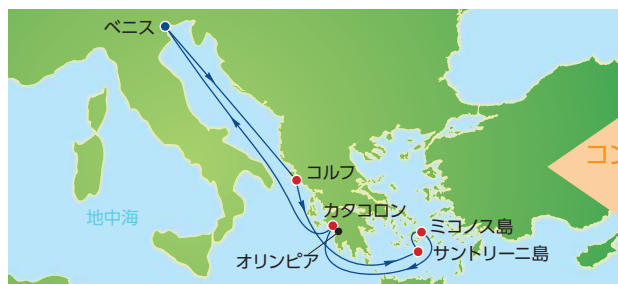 ベニス
コン
コルフ
地中海
カタコロン
ミコノス島
オリンピア
サントリーニ島